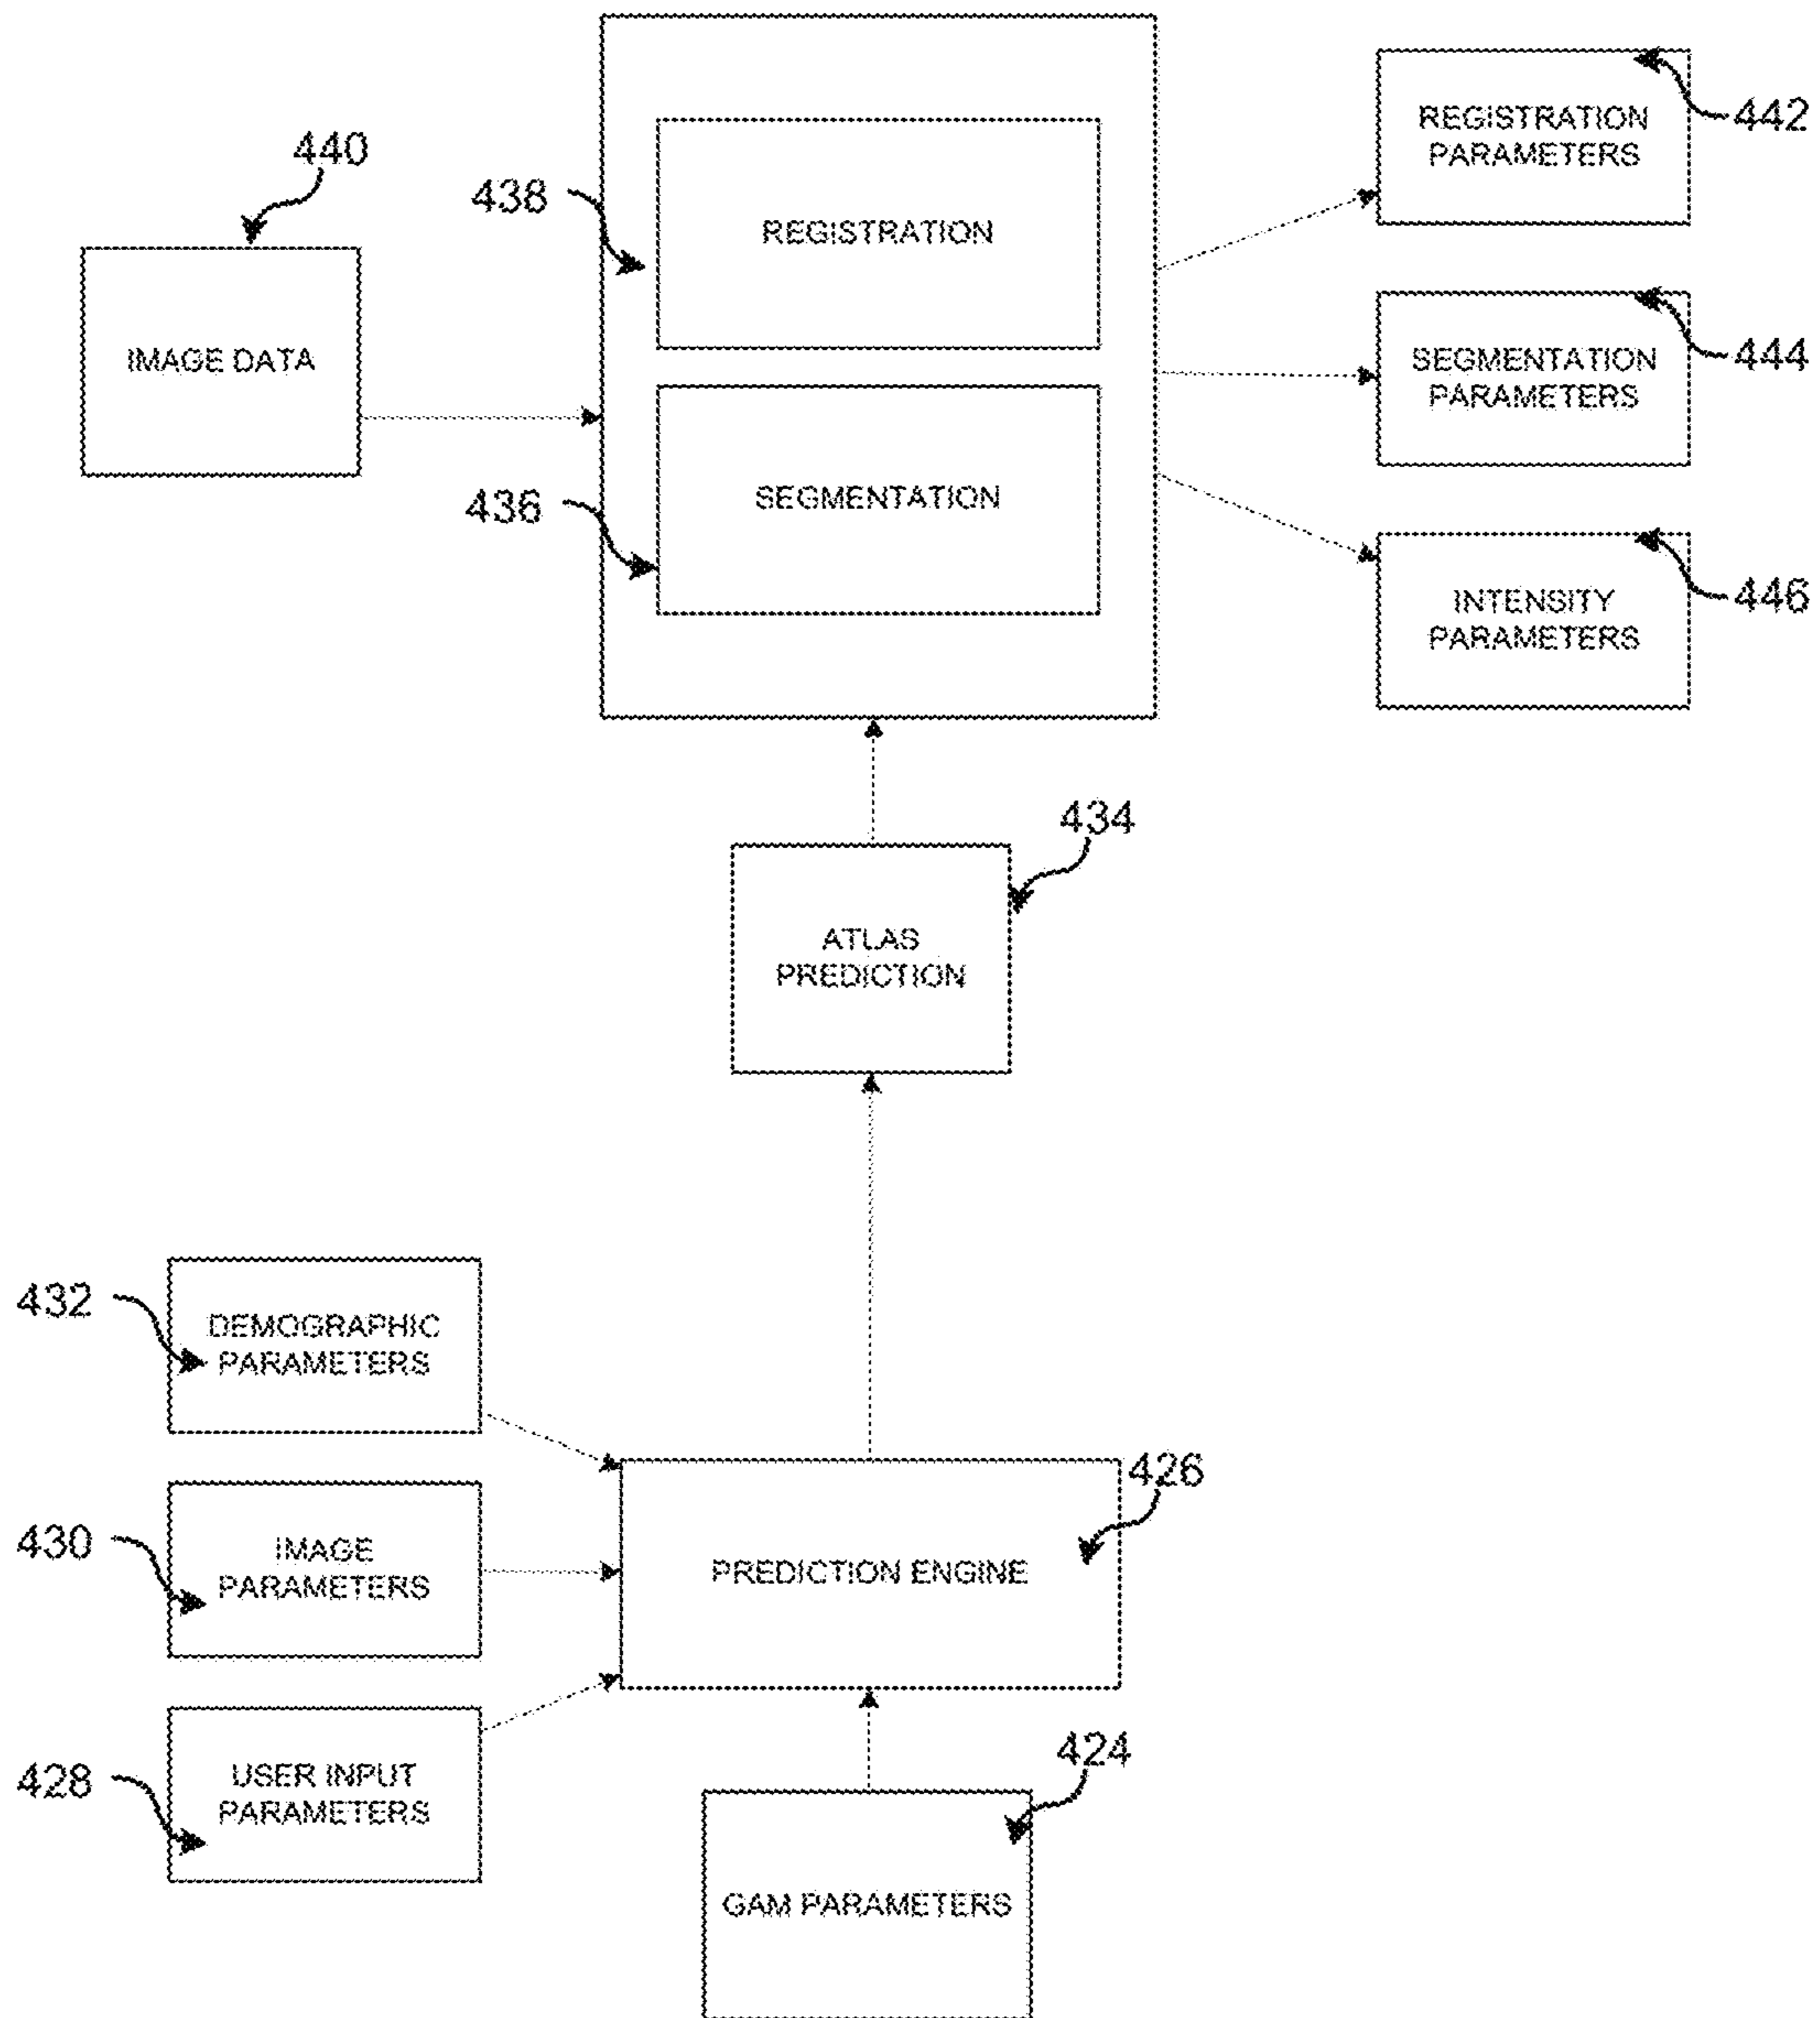 440
438
REGISTRATION
REGISTRATION
PARAMETERS
442
IMAGE DATA
436
SEGMENTATION
SEGMENTATION
PARAMETERS
444
INTENSITY
PARAMETERS
446
434
ATLAS
PREDICTION
432
DEMOGRAPHIC
PARAMETERS
430
IMAGE
PARAMETERS
PREDICTION ENGINE
426
428
USER INPUT
PARAMETERS
424
GAM PARAMETERS